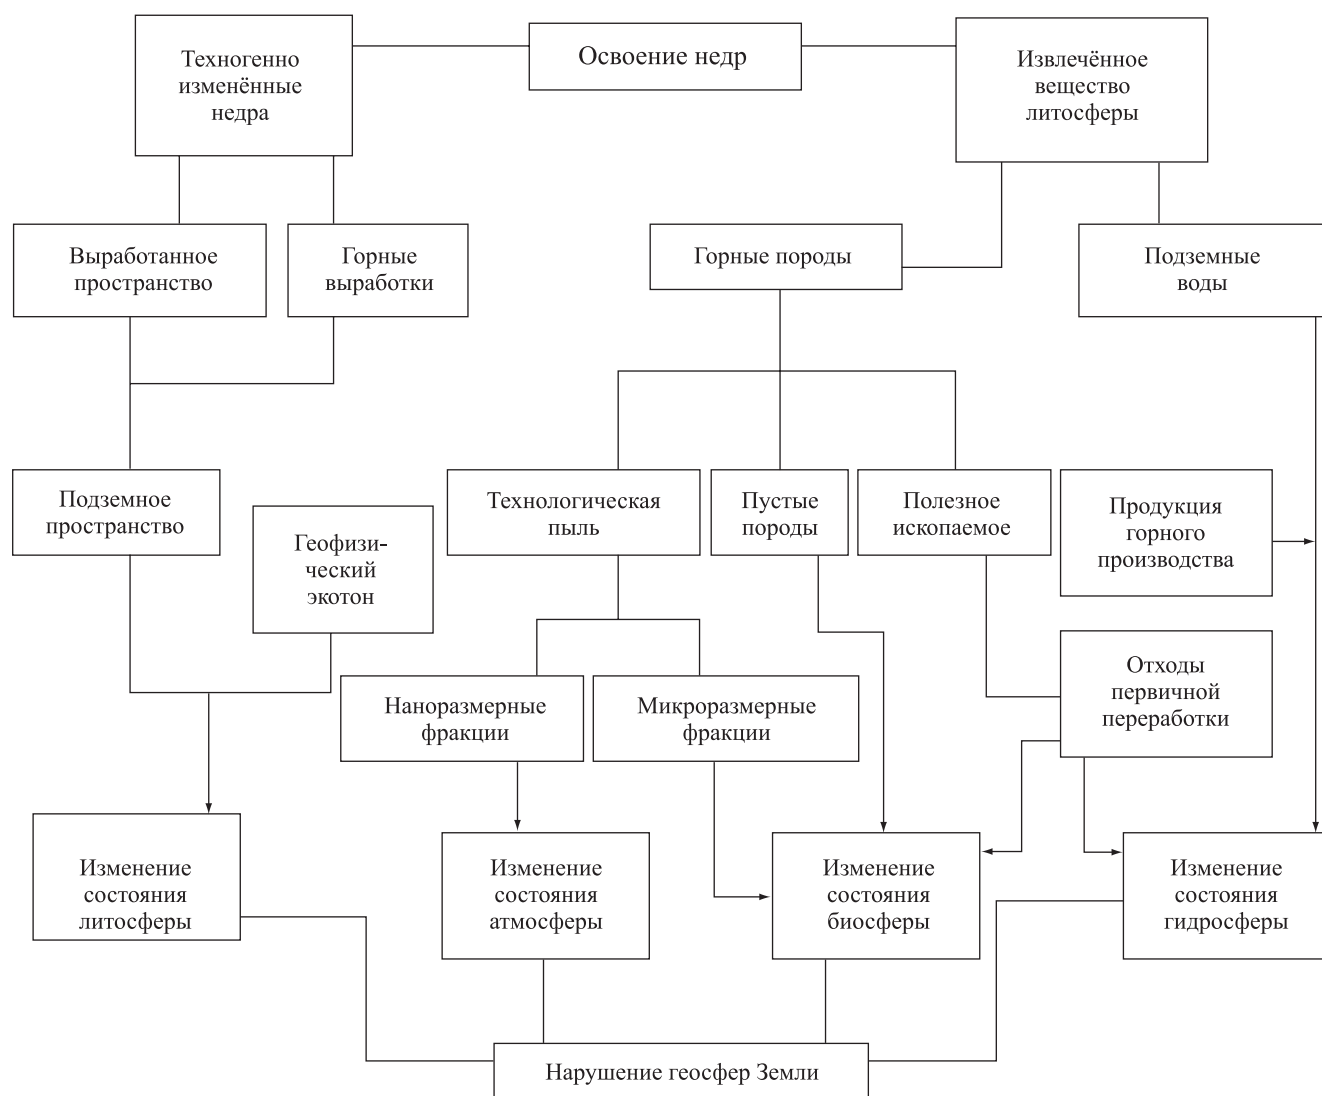 Техногенно
изменённые
недра
Освоение недр
Извлечённое
вещество
литосферы
Выработанное
пространство
Горные
выработки
Горные породы
Подземные
воды
Подземное
пространство
Геофизи-
ческий
экотон
Технологическая
пыль
Пустые
породы
Полезное
ископаемое
Продукция
горного
производства
Отходы
первичной
переработки
Наноразмерные
фракции
Микроразмерные
фракции
Изменение
состояния
литосферы
Изменение
состояния
атмосферы
Изменение
состояния
биосферы
Изменение
состояния
гидросферы
Нарушение геосфер Земли